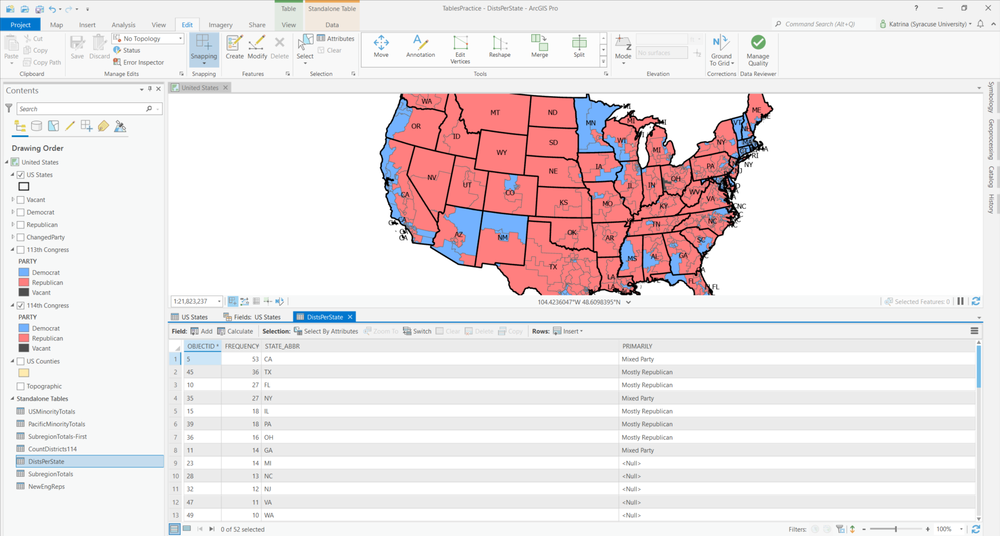 Table
Standalone Table
TablesPractice - DistsPerState - ArcGIS Pro
?
Project
Map
Insert
Analysis
View
Edit
Imagery
Share
View
Data
Command Search (Alt+Q)
Katrina (Syracuse University)
Paste
Cut
Copy
Copy Path
Clipboard
Save
Discard
No Topology
Status
Error Inspector
Manage Edits
Snapping
Snapping
Create
Modify
Delete
Features
Select
Attributes
Clear
Selection
Move
Annotation
Edit Vertices
Reshape
Merge
Split
Tools
Mode
No surfaces
ft
Elevation
Ground To Grid
Corrections
Manage Quality
Data Reviewer
Contents
Search
Drawing Order
United States
US States
Vacant
Democrat
Republican
ChangedParty
113th Congress
PARTY
Democrat
Republican
Vacant
114th Congress
PARTY
Democrat
Republican
Vacant
US Counties
Topographic
Standalone Tables
USMinorityTotals
PacificMinorityTotals
SubregionTotals-First
CountDistricts114
DistsPerState
SubregionTotals
NewEngReps
United States
WA
MT
ND
MN
MI
MI
MI
ME
OR
ID
SD
WI
MI
NY
VT
NH
MA
CT
RI
NY
WY
NE
IA
PA
NJ
NV
UT
CO
IL
IN
OH
WV
VA
CA
KS
MO
KY
NC
TN
AZ
NM
OK
AR
SC
MS
AL
GA
TX
LA
LA
FL
FL
CA
CA
CA
CA
Symbology
Geoprocessing
Catalog
History
1:21,823,237
104.4236047°W 48.6098395°N
Selected Features: 0
US States
Fields: US States
DistsPerState
Field:
Add
Calculate
Selection:
Select By Attributes
Zoom To
Switch
Clear
Delete
Copy
Rows:
Insert
OBJECTID * FREQUENCY STATE_ABBR PRIMARILY
1 5 53 CA Mixed Party
2 45 36 TX Mostly Republican
3 10 27 FL Mostly Republican
4 35 27 NY Mixed Party
5 15 18 IL Mostly Republican
6 39 18 PA Mostly Republican
7 36 16 OH Mostly Republican
8 11 14 GA Mixed Party
9 23 14 MI <Null>
10 28 13 NC <Null>
11 32 12 NJ <Null>
12 47 11 VA <Null>
13 49 10 WA <Null>
0 of 52 selected
Filters:
- + 100%